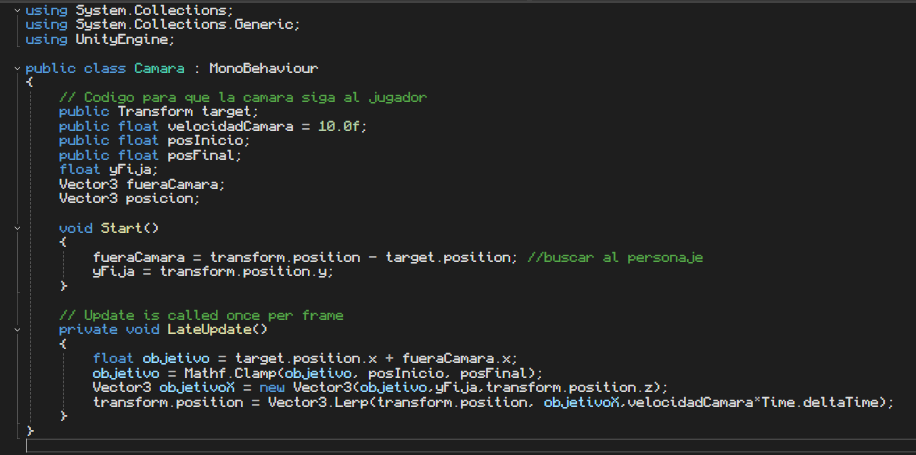 using System.Collections;
using System.Collections.Generic;
using UnityEngine;
public class Camara : MonoBehaviour
{
// Codigo para que la camara siga al jugador
public Transform target;
public float velocidadCamara = 10.0f;
public float posInicio;
public float posFinal;
float yFija;
Vector3 fueraCamara;
Vector3 posicion;
void Start()
{
fueraCamara = transform.position - target.position; //buscar al personaje
yFija = transform.position.y;
}
// Update is called once per frame
private void LateUpdate()
{
float objetivo = target.position.x + fueraCamara.x;
objetivo = Mathf.Clamp(objetivo, posInicio, posFinal);
Vector3 objetivoX = new Vector3(objetivo,yFija,transform.position.z);
transform.position = Vector3.Lerp(transform.position, objetivoX,velocidadCamara*Time.deltaTime);
}
}